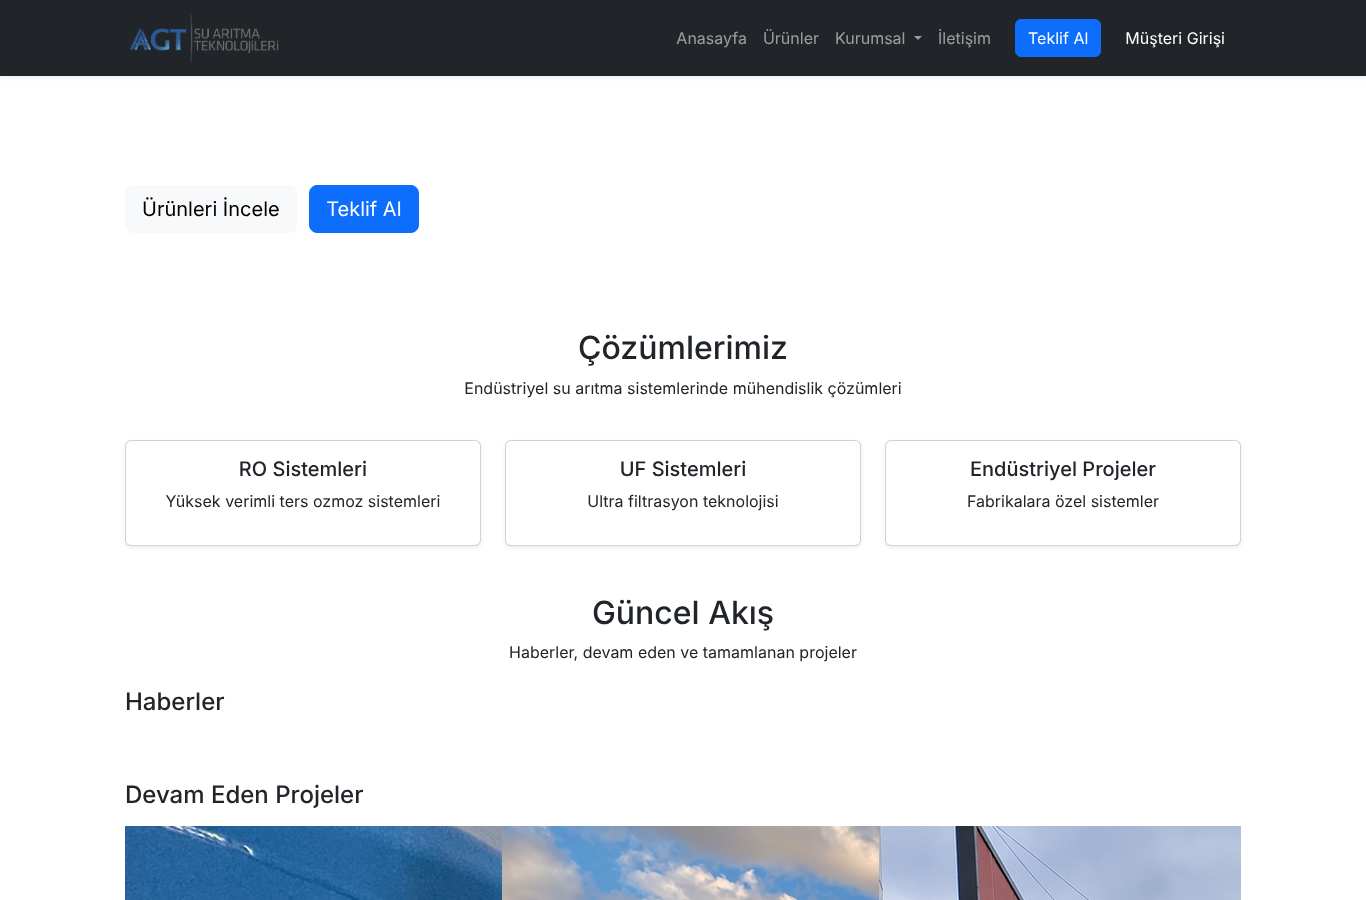 AGT SU ARITMA
TEKNOLOJİLERİ
Anasayfa Ürünler Kurumsal İletişim Teklif Al Müşteri Girişi
Ürünleri İncele Teklif Al
Çözümlerimiz
Endüstriyel su arıtma sistemlerinde mühendislik çözümleri
RO Sistemleri
Yüksek verimli ters ozmoz sistemleri
UF Sistemleri
Ultra filtrasyon teknolojisi
Endüstriyel Projeler
Fabrikalara özel sistemler
Güncel Akış
Haberler, devam eden ve tamamlanan projeler
Haberler
Devam Eden Projeler